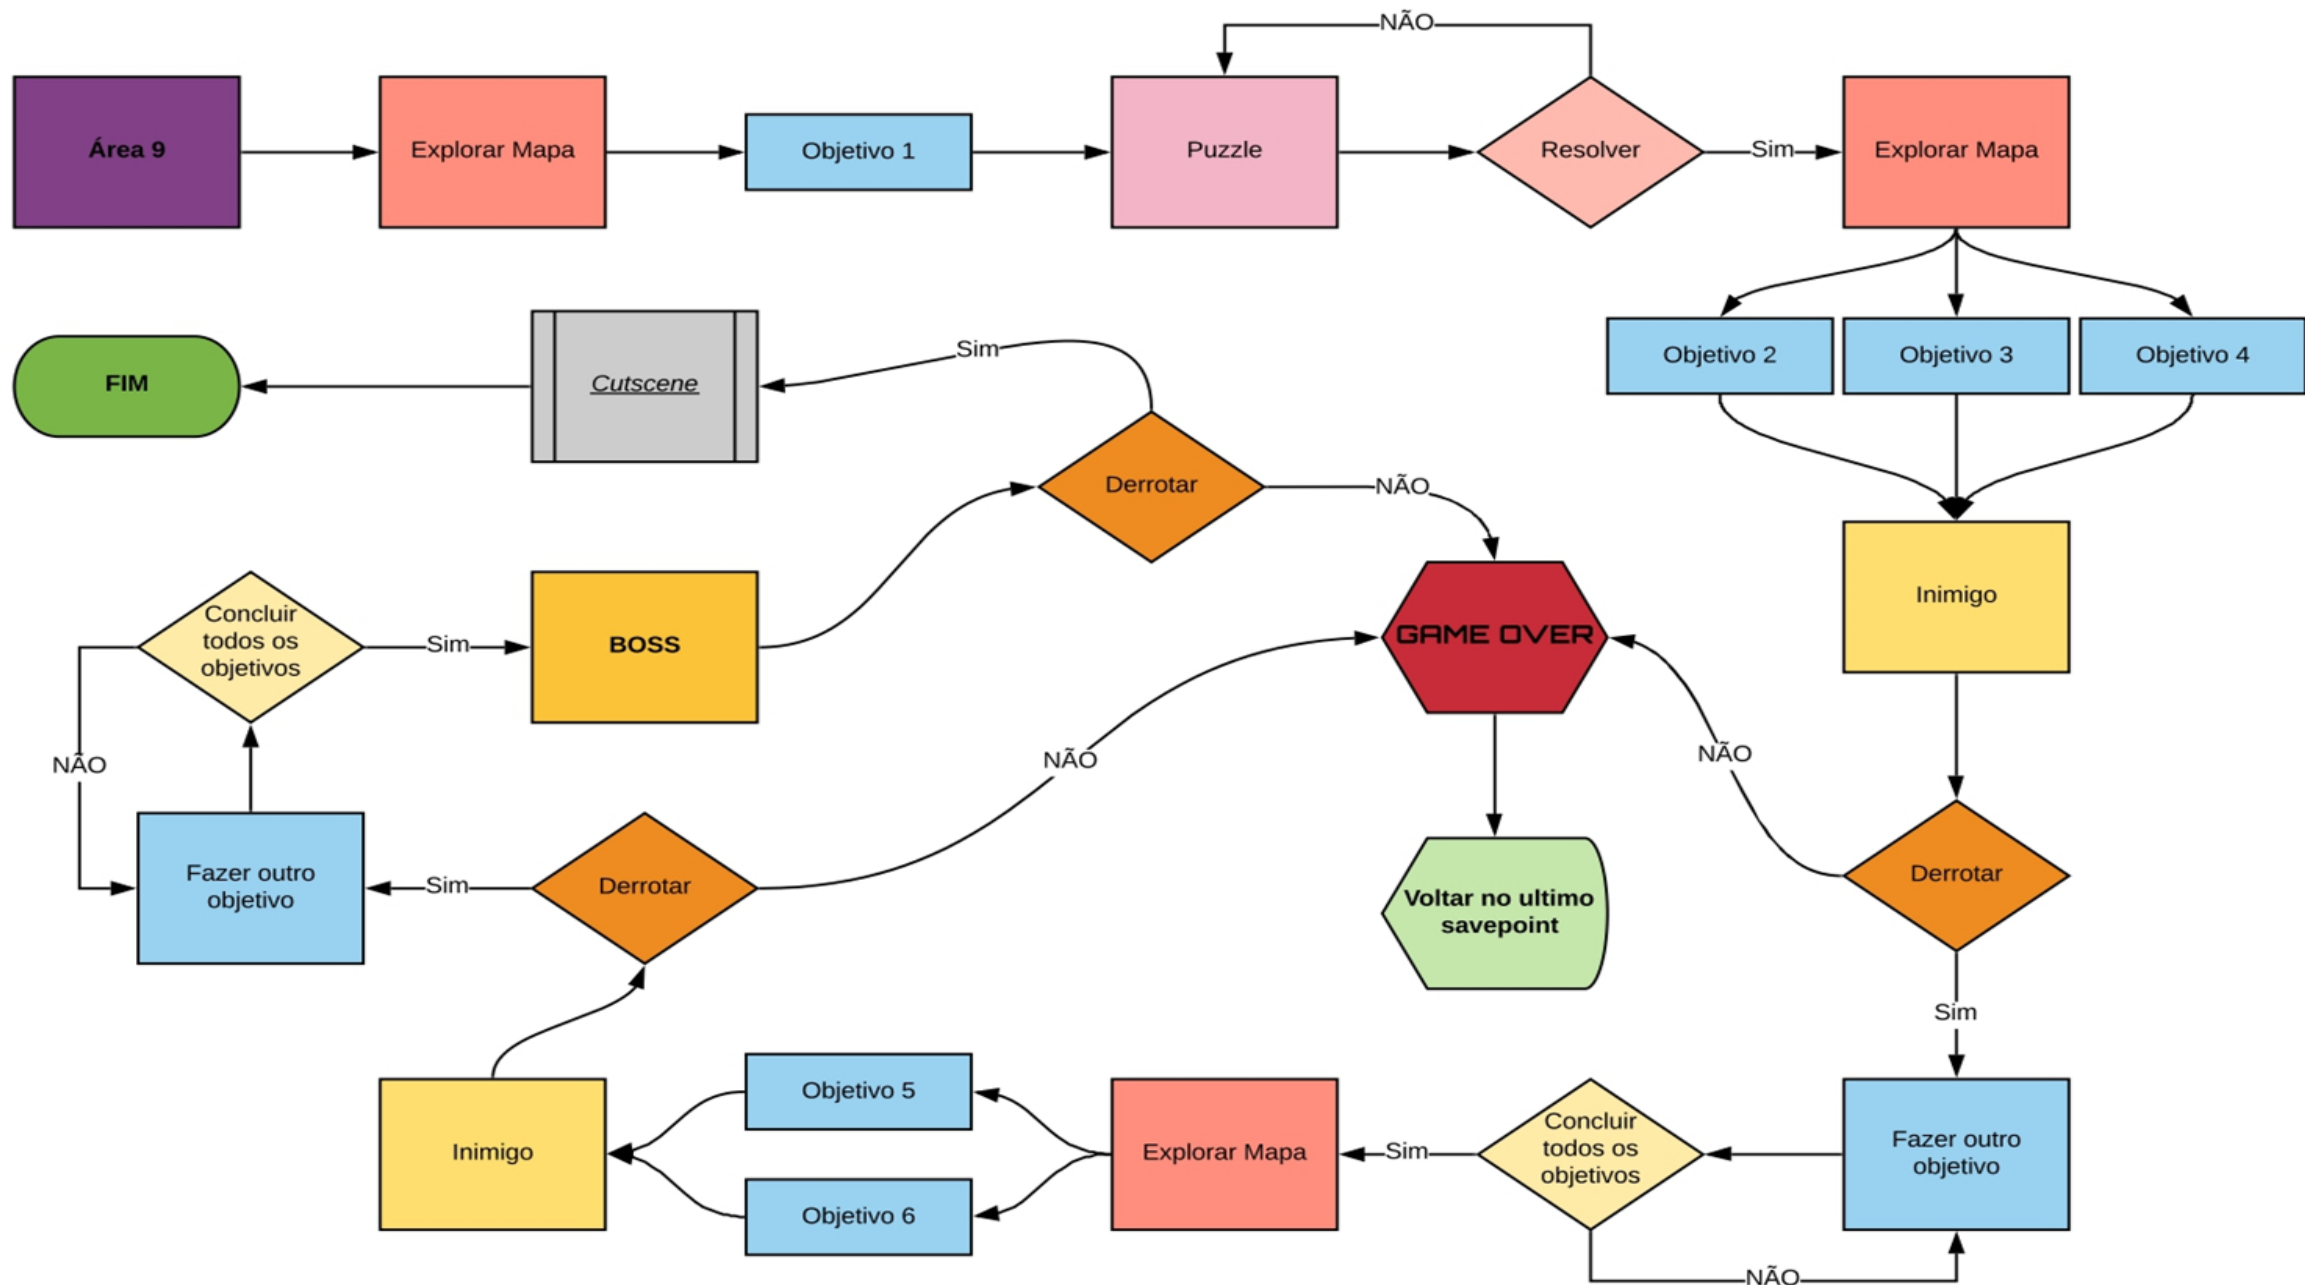 NÃO
Área 9
Explorar Mapa
Objetivo 1
Puzzle
Resolver
Sim
Explorar Mapa
Objetivo 2
Objetivo 3
Objetivo 4
FIM
Cutscene
Sim
Derrotar
NÃO
Inimigo
Concluir
todos os
objetivos
Sim
BOSS
GAME OVER
NÃO
NÃO
NÃO
Fazer outro
objetivo
Sim
Derrotar
Voltar no ultimo
savepoint
Derrotar
Sim
Inimigo
Objetivo 5
Objetivo 6
Explorar Mapa
Sim
Concluir
todos os
objetivos
Fazer outro
objetivo
NÃO